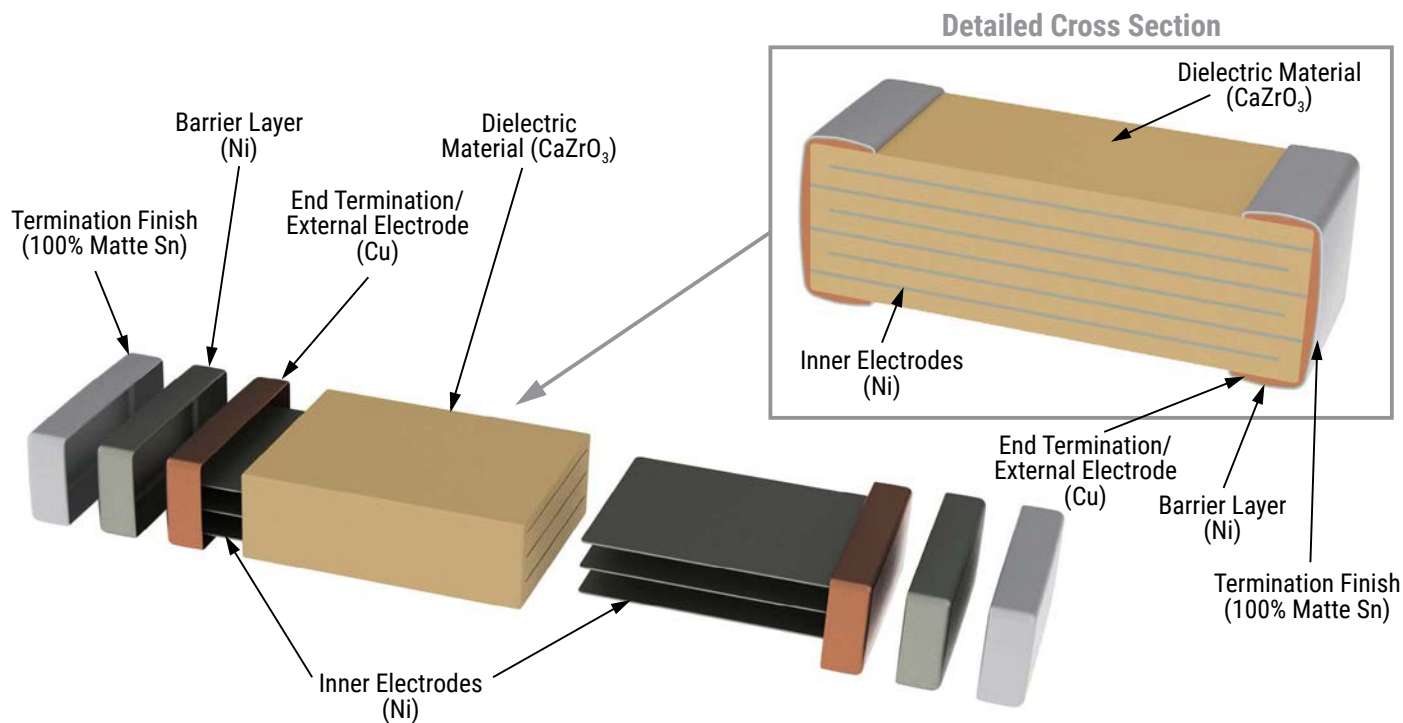 Detailed Cross Section
Dielectric Material
(CaZrO₃)
Barrier Layer
(Ni)
Dielectric
Material (CaZrO₃)
End Termination/
External Electrode
(Cu)
Termination Finish
(100% Matte Sn)
Inner Electrodes
(Ni)
End Termination/
External Electrode
(Cu)
Barrier Layer
(Ni)
Termination Finish
(100% Matte Sn)
Inner Electrodes
(Ni)